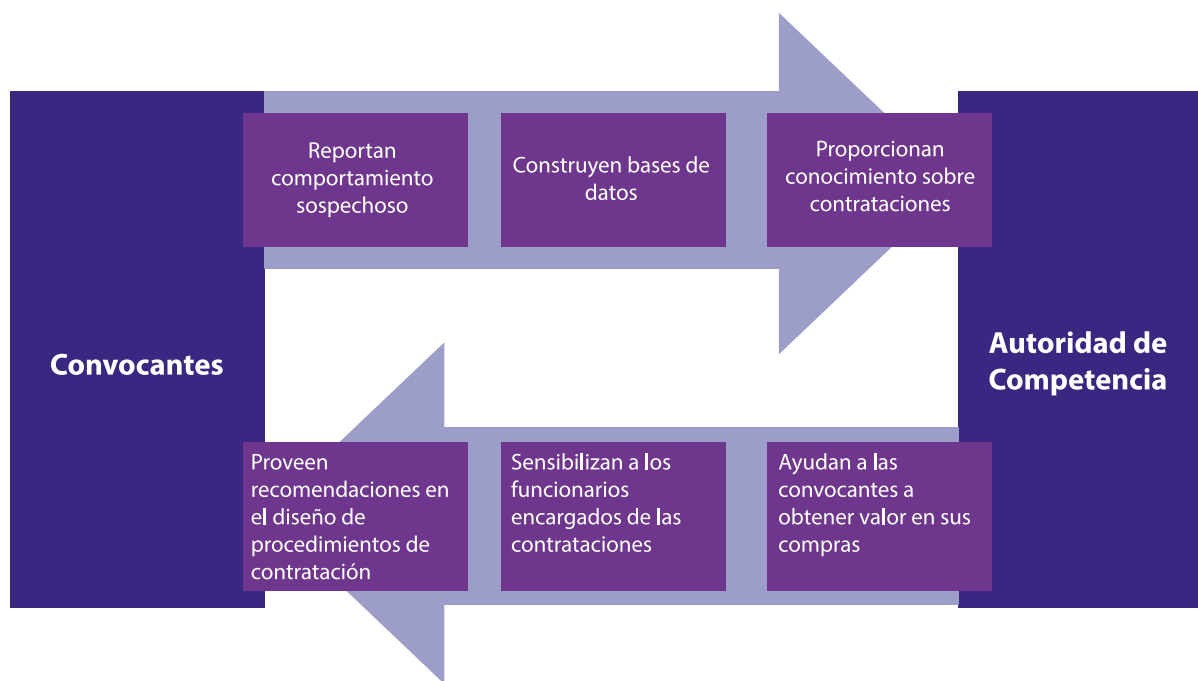 Convocantes
Reportan
comportamiento
sospechoso
Construyen bases de
datos
Proporcionan
conocimiento sobre
contrataciones
Autoridad de
Competencia
Proveen
recomendaciones en
el diseño de
procedimientos de
contratación
Sensibilizan a los
funcionarios
encargados de las
contrataciones
Ayudan a las
convocantes a
obtener valor en sus
compras